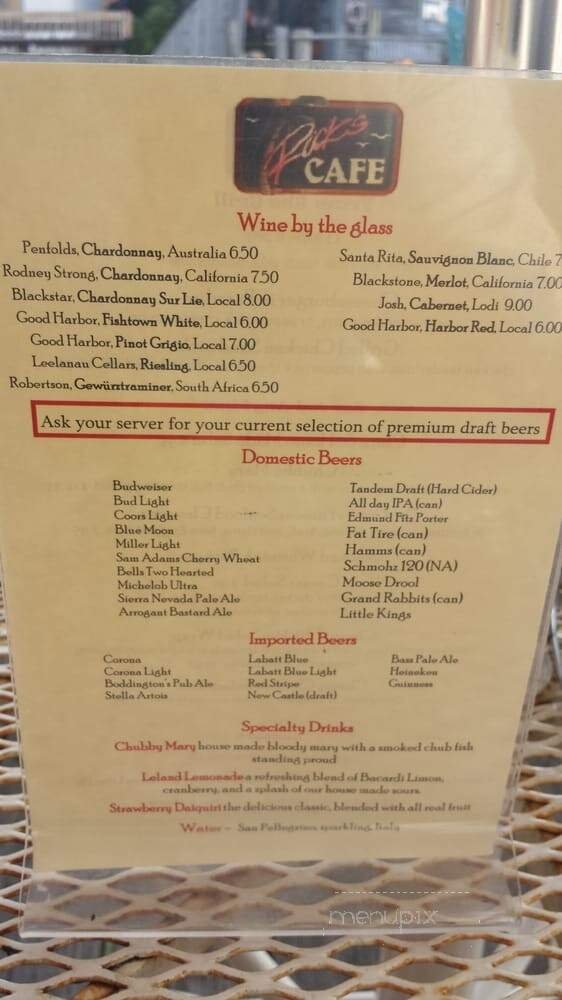 Rick's
CAFE
Wine by the glass
Penfolds, Chardonnay, Australia 6.50
Rodney Strong, Chardonnay, California 7.50
Blackstar, Chardonnay Sur Lie, Local 8.00
Good Harbor, Fishtown White, Local 6.00
Good Harbor, Pinot Grigio, Local 7.00
Leelanau Cellars, Riesling, Local 6.50
Robertson, Gewürztraminer, South Africa 6.50
Santa Rita, Sauvignon Blanc, Chile 7
Blackstone, Merlot, California 7.00
Josh, Cabernet, Lodi 9.00
Good Harbor, Harbor Red, Local 6.00
Ask your server for your current selection of premium draft beers
Domestic Beers
Budweiser
Bud Light
Coors Light
Blue Moon
Miller Light
Sam Adams Cherry Wheat
Bells Two Hearted
Michelob Ultra
Sierra Nevada Pale Ale
Arrogant Bastard Ale
Tandem Draft (Hard Cider)
All day IPA (can)
Edmund Fitz Porter
Fat Tire (can)
Hamms (can)
Schmohz 120 (NA)
Moose Drool
Grand Rabbits (can)
Little Kings
Imported Beers
Corona
Corona Light
Boddington's Pub Ale
Stella Artois
Labatt Blue
Labatt Blue Light
Red Stripe
New Castle (draft)
Bass Pale Ale
Heineken
Guinness
Specialty Drinks
Chubby Mary house made bloody mary with a smoked chub fish
standing proud
Leland Lemonade a refreshing blend of Bacardi Limon,
cranberry, and a splash of our house made sours.
Strawberry Daiquiri the delicious classic, blended with all real fruit
Water – San Pellegrino, sparkling, Italy
menupix